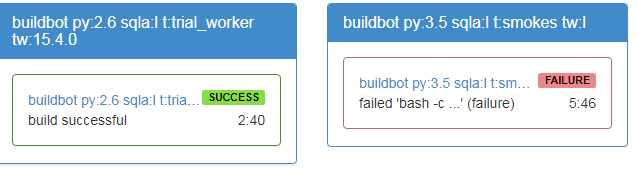 buildbot py:2.6 sqla:l t:trial_worker
tw:15.4.0
buildbot py:2.6 sqla:l t:tria...
SUCCESS
build successful
2:40
buildbot py:3.5 sqla:l t:smokes tw:l
buildbot py:3.5 sqla:l t:sm...
FAILURE
failed 'bash -c ...' (failure)
5:46